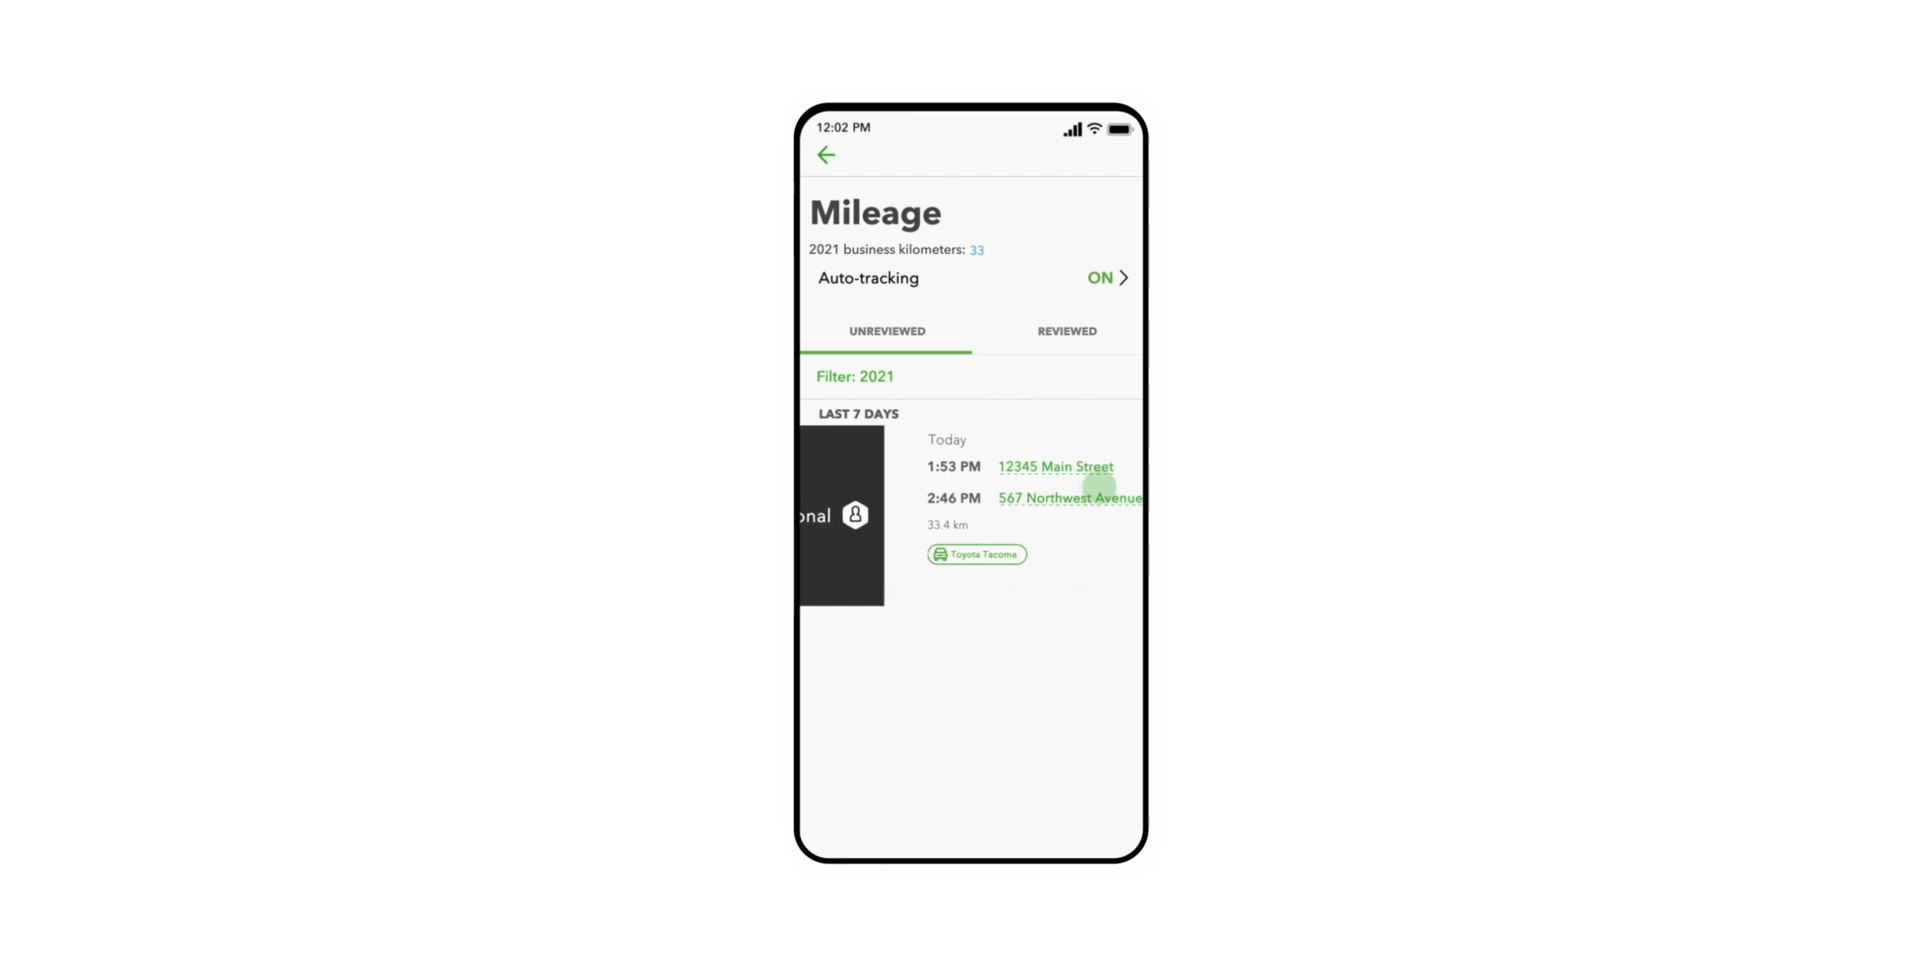 12:02 PM
Mileage
2021 business kilometers: 33
Auto-tracking ON
UNREVIEWED REVIEWED
Filter: 2021
LAST 7 DAYS
Today
1:53 PM 12345 Main Street
2:46 PM 567 Northwest Avenue
onal
33.4 km
Toyota Tacoma